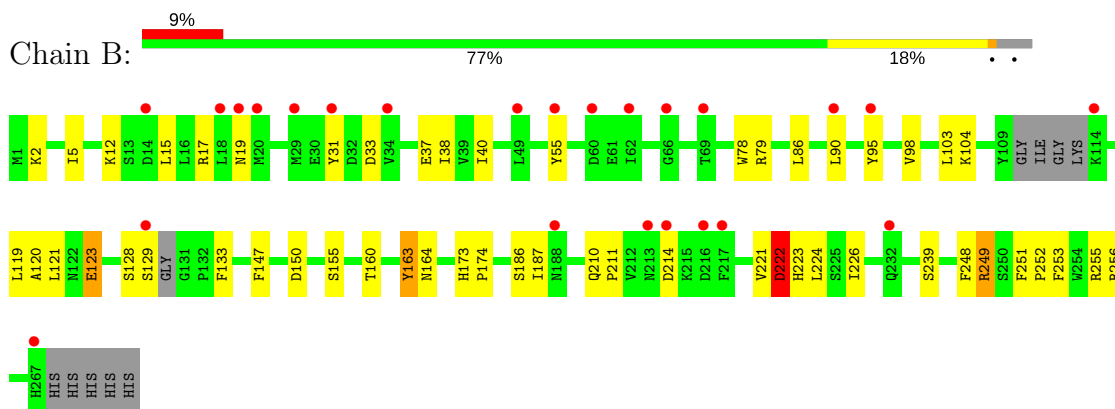 9%
Chain B:
77% 18% • •
M1 K2 I5 K12 S13 D14 L15 L16 R17 L18 N19 M20 M29 E30 Y31 D32 D33 V34 E37 I38 V39 I40 L49 Y55 D60 E61 I62 G66 T69 W78 R79 L86 L90 Y95 V98 L103 K104 Y109 GLY ILE GLY LYS K114
L119 A120 L121 N122 E123 S128 S129 GLY G131 P132 F133 F147 D150 S155 T160 Y163 N164 H173 P174 S186 I187 N188 Q210 P211 V212 N213 D214 K215 D216 F217 V221 D222 H223 L224 S225 I226 Q232 S239 F248 R249 S250 F251 P252 F253 W254 R255
H267 HIS HIS HIS HIS HIS